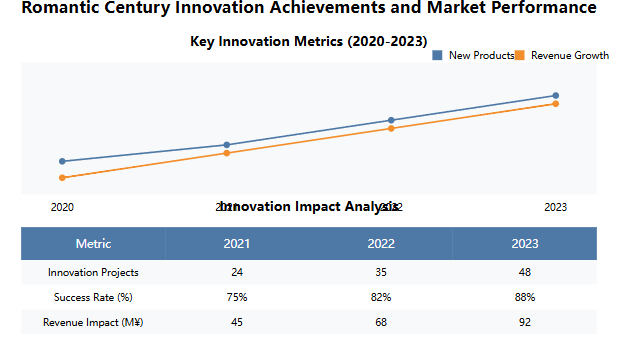 Romantic Century Innovation Achievements and Market Performance
Key Innovation Metrics (2020-2023)
New Products Revenue Growth
2020 2021 2022 2023
Innovation Impact Analysis
Metric 2021 2022 2023
Innovation Projects 24 35 48
Success Rate (%) 75% 82% 88%
Revenue Impact (M¥) 45 68 92